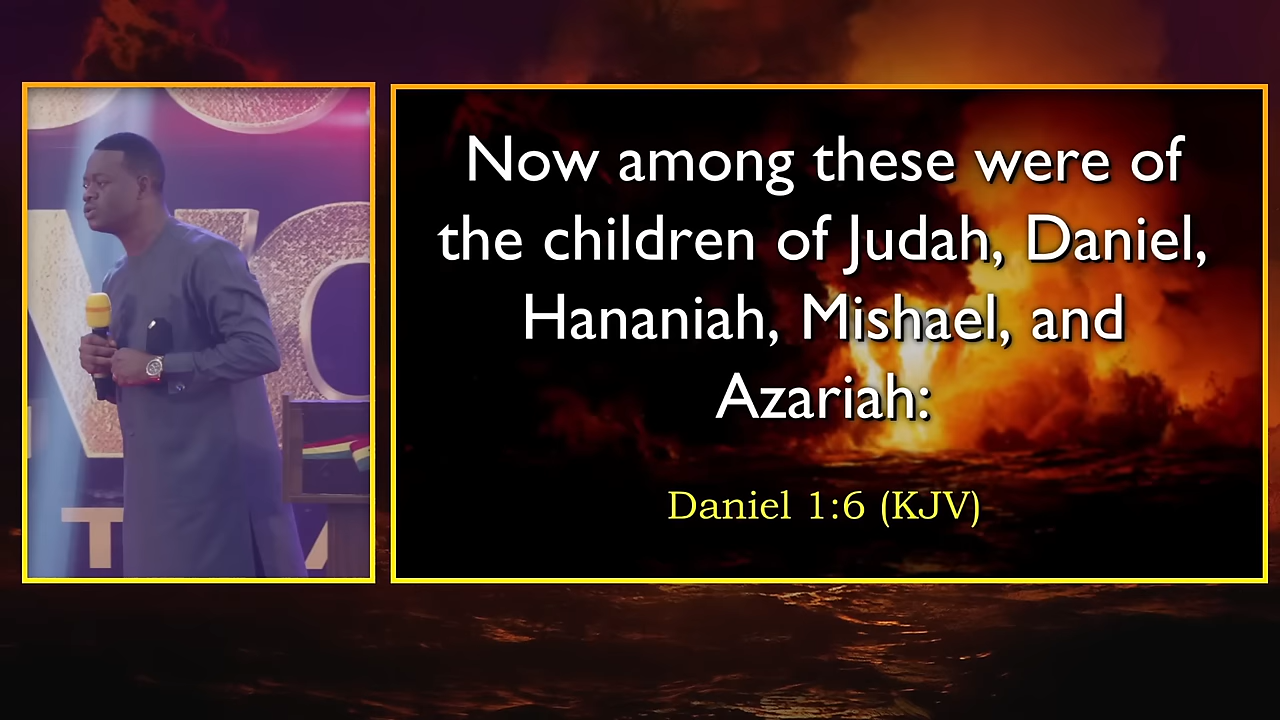 Now among these were of
the children of Judah, Daniel,
Hananiah, Mishael, and
Azariah:
Daniel 1:6 (KJV)